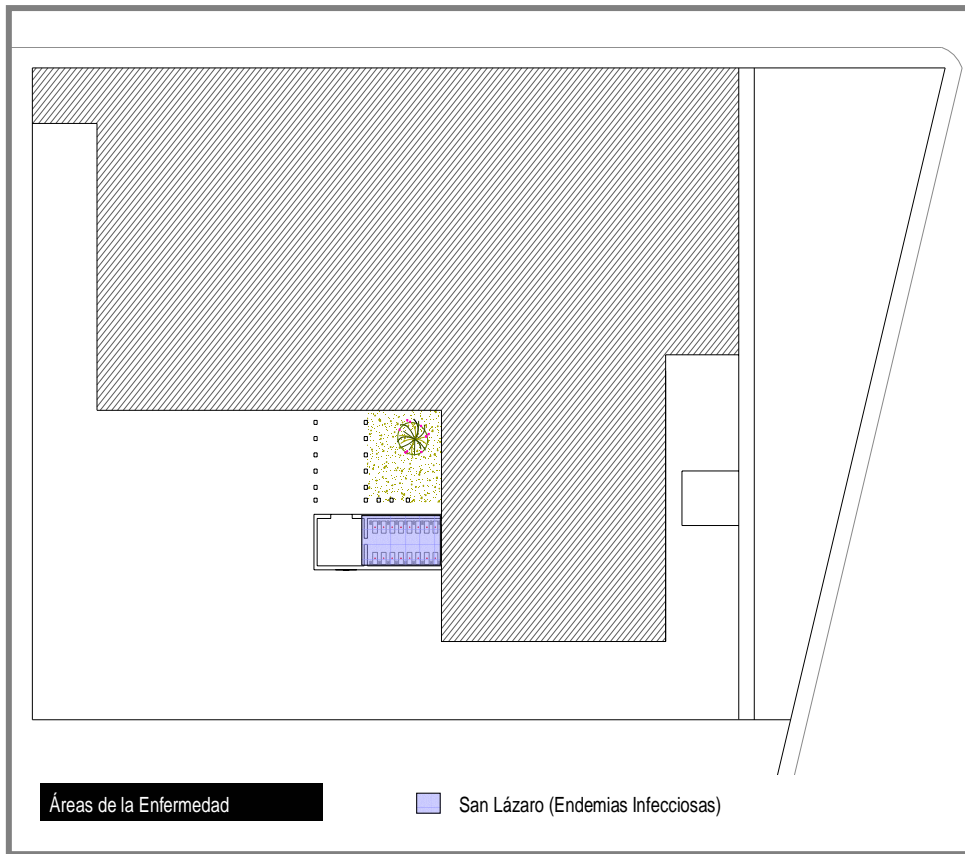 Áreas de la Enfermedad
San Lázaro (Endemias Infecciosas)